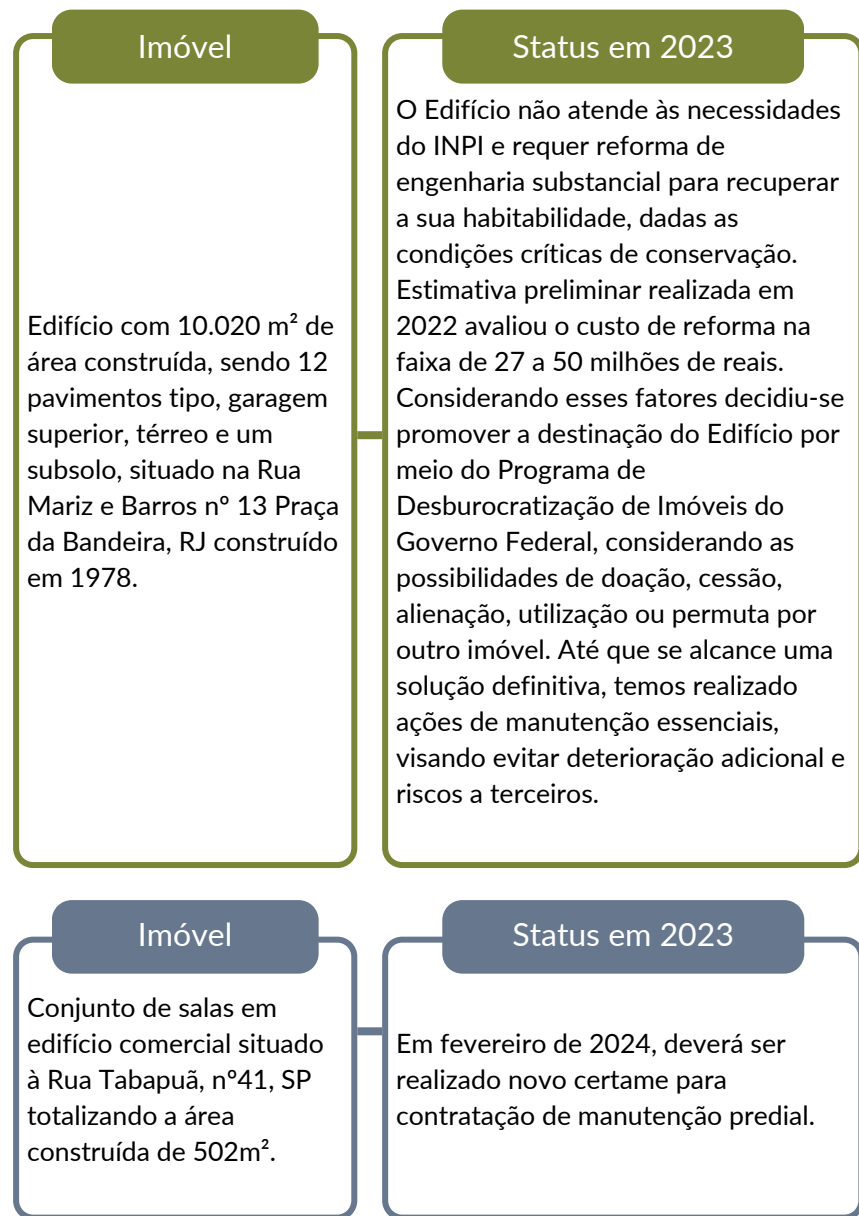 Imóvel
Edifício com 10.020 m² de
área construída, sendo 12
pavimentos tipo, garagem
superior, térreo e um
subsolo, situado na Rua
Mariz e Barros nº 13 Praça
da Bandeira, RJ construído
em 1978.
Status em 2023
O Edifício não atende às necessidades
do INPI e requer reforma de
engenharia substancial para recuperar
a sua habitabilidade, dadas as
condições críticas de conservação.
Estimativa preliminar realizada em
2022 avaliou o custo de reforma na
faixa de 27 a 50 milhões de reais.
Considerando esses fatores decidiu-se
promover a destinação do Edifício por
meio do Programa de
Desburocratização de Imóveis do
Governo Federal, considerando as
possibilidades de doação, cessão,
alienação, utilização ou permuta por
outro imóvel. Até que se alcance uma
solução definitiva, temos realizado
ações de manutenção essenciais,
visando evitar deterioração adicional e
riscos a terceiros.
Imóvel
Conjunto de salas em
edifício comercial situado
à Rua Tabapuã, nº41, SP
totalizando a área
construída de 502m².
Status em 2023
Em fevereiro de 2024, deverá ser
realizado novo certame para
contratação de manutenção predial.